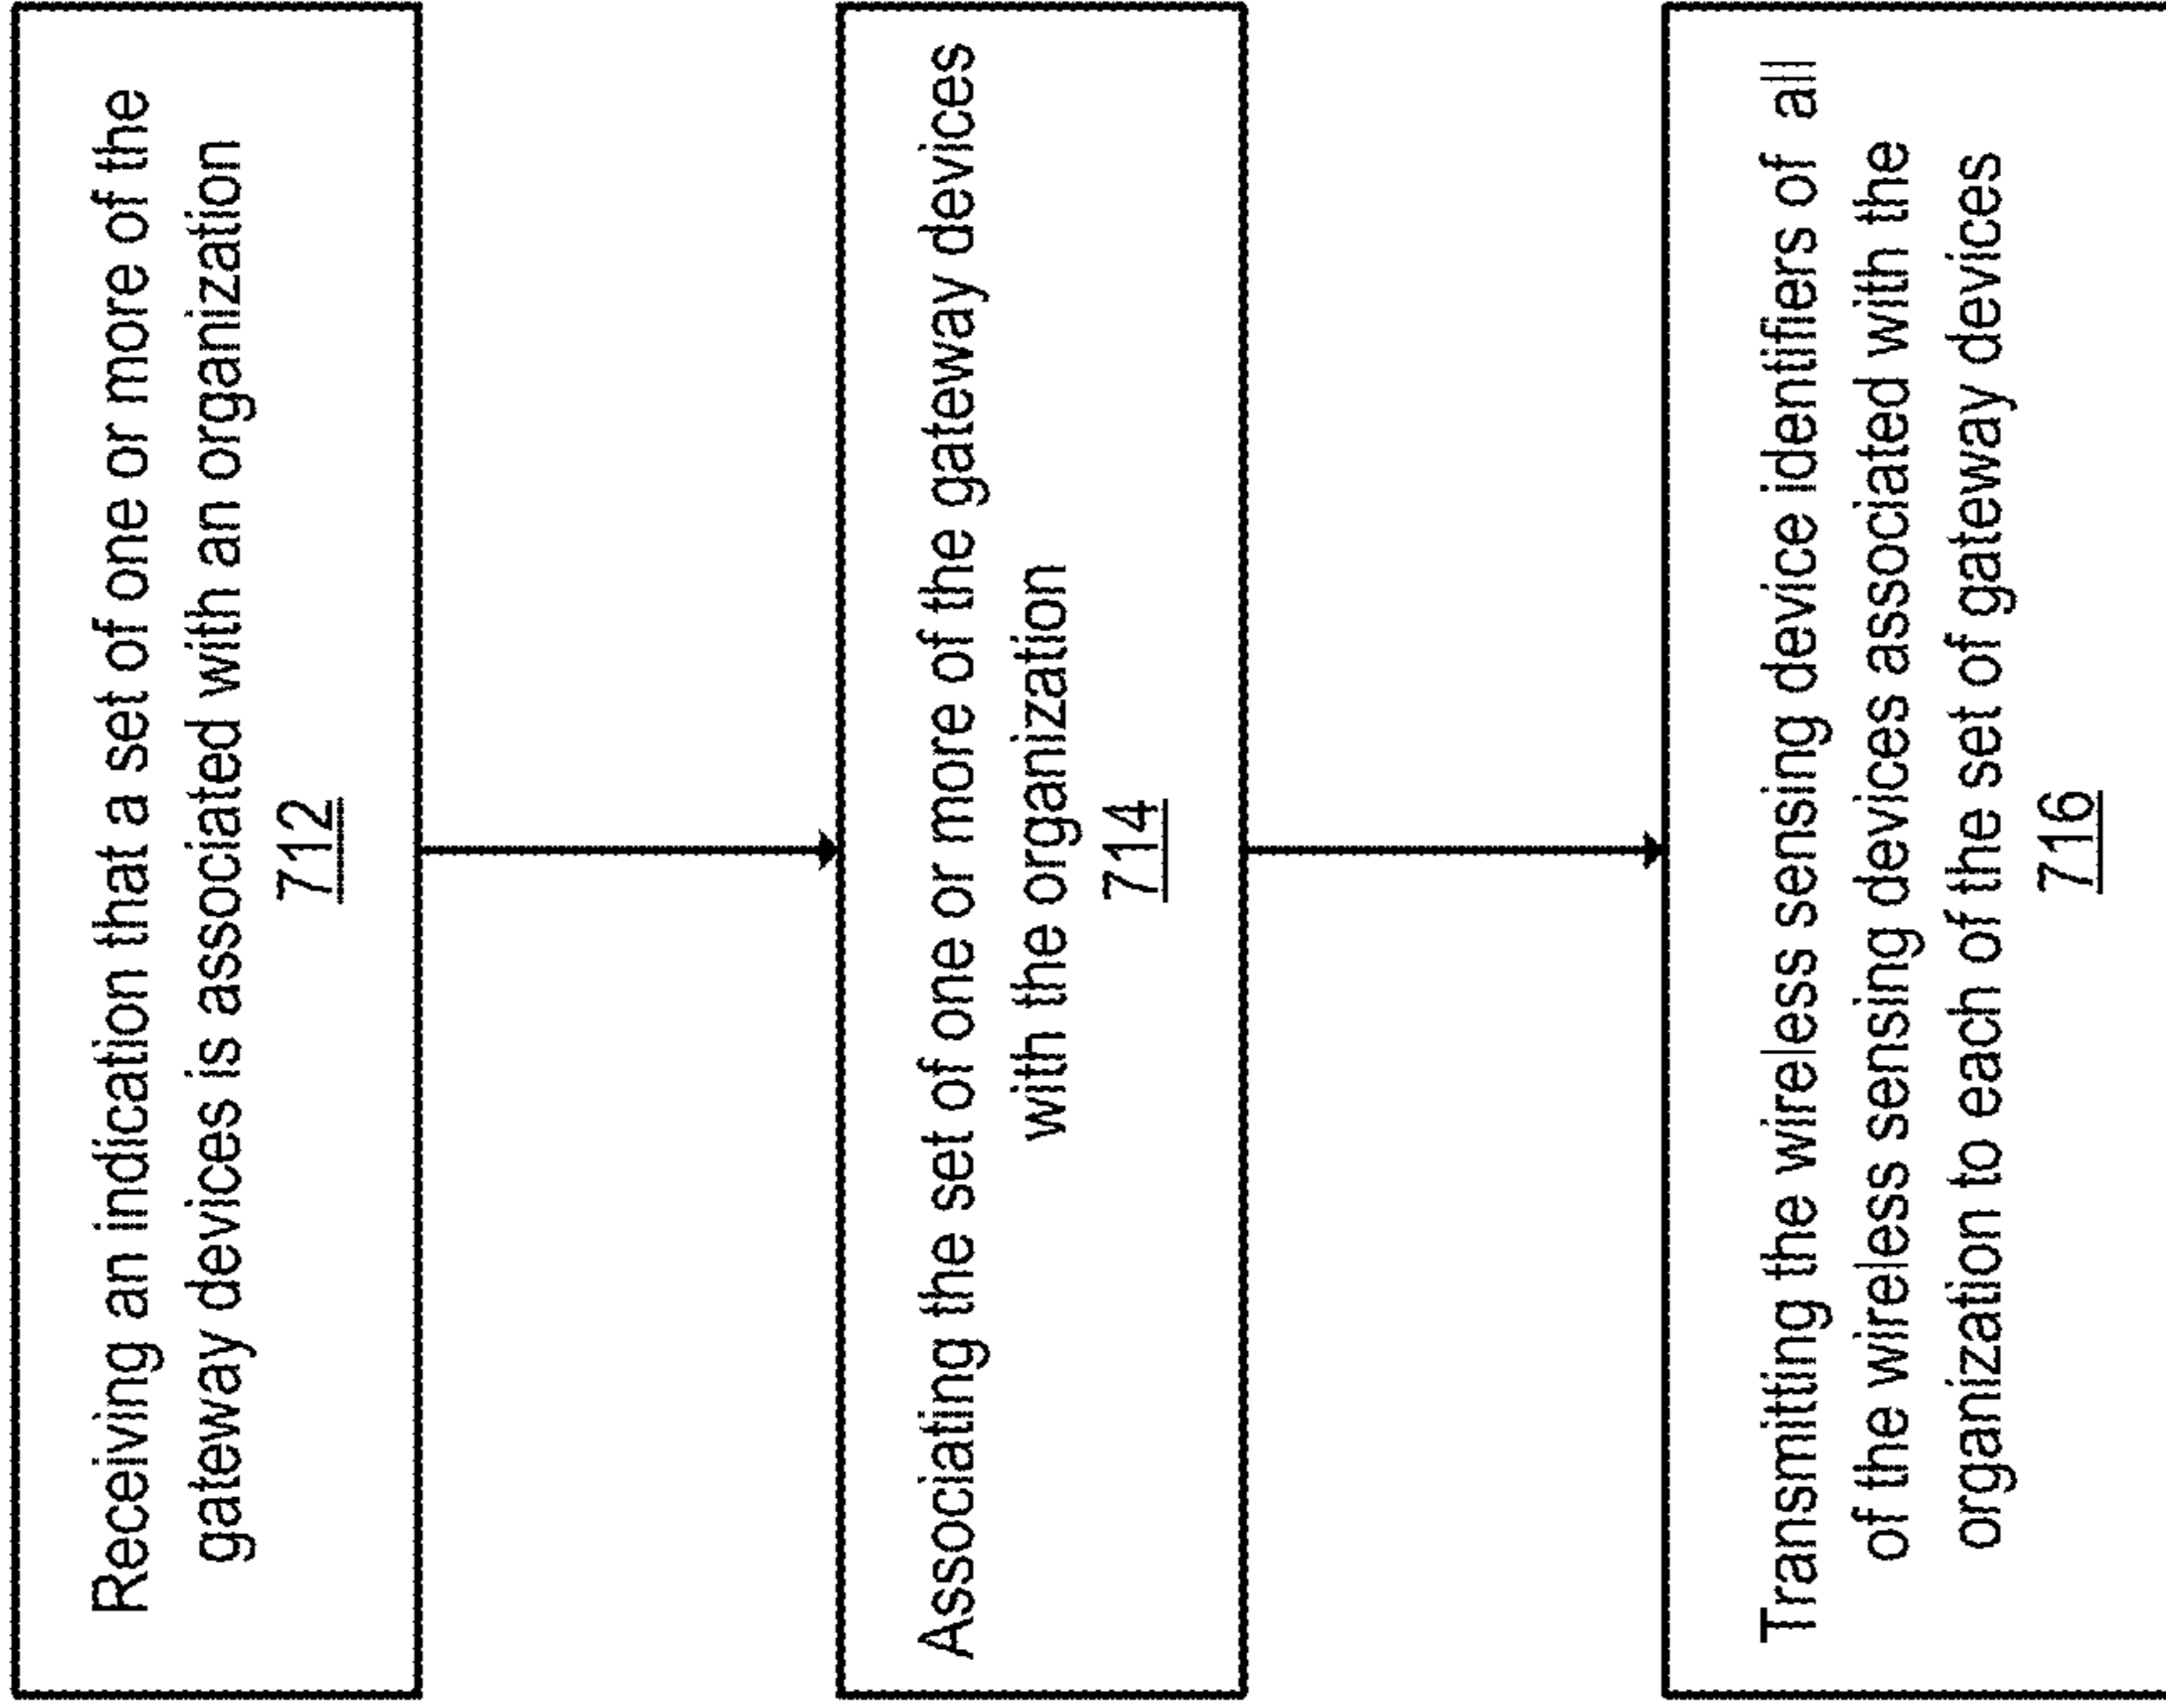 Receiving an indication that a set of one or more of the
gateway devices is associated with an organization
712
Associating the set of one or more of the gateway devices
with the organization
714
Transmitting the wireless sensing device identifiers of all
of the wireless sensing devices associated with the
organization to each of the set of gateway devices
716